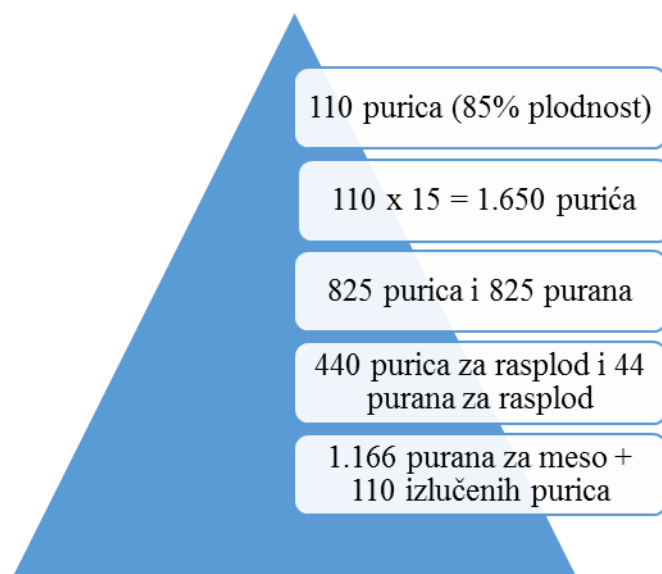 110 purica (85% plodnost)
110 x 15 = 1.650 purića
825 purica i 825 purana
440 purica za rasplod i 44
purana za rasplod
1.166 purana za meso +
110 izlučenih purica